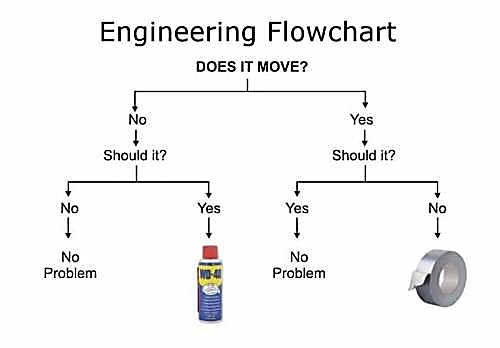 Engineering Flowchart
DOES IT MOVE?
No Yes
Should it? Should it?
No Yes Yes No
No
Problem
WD-40
No
Problem